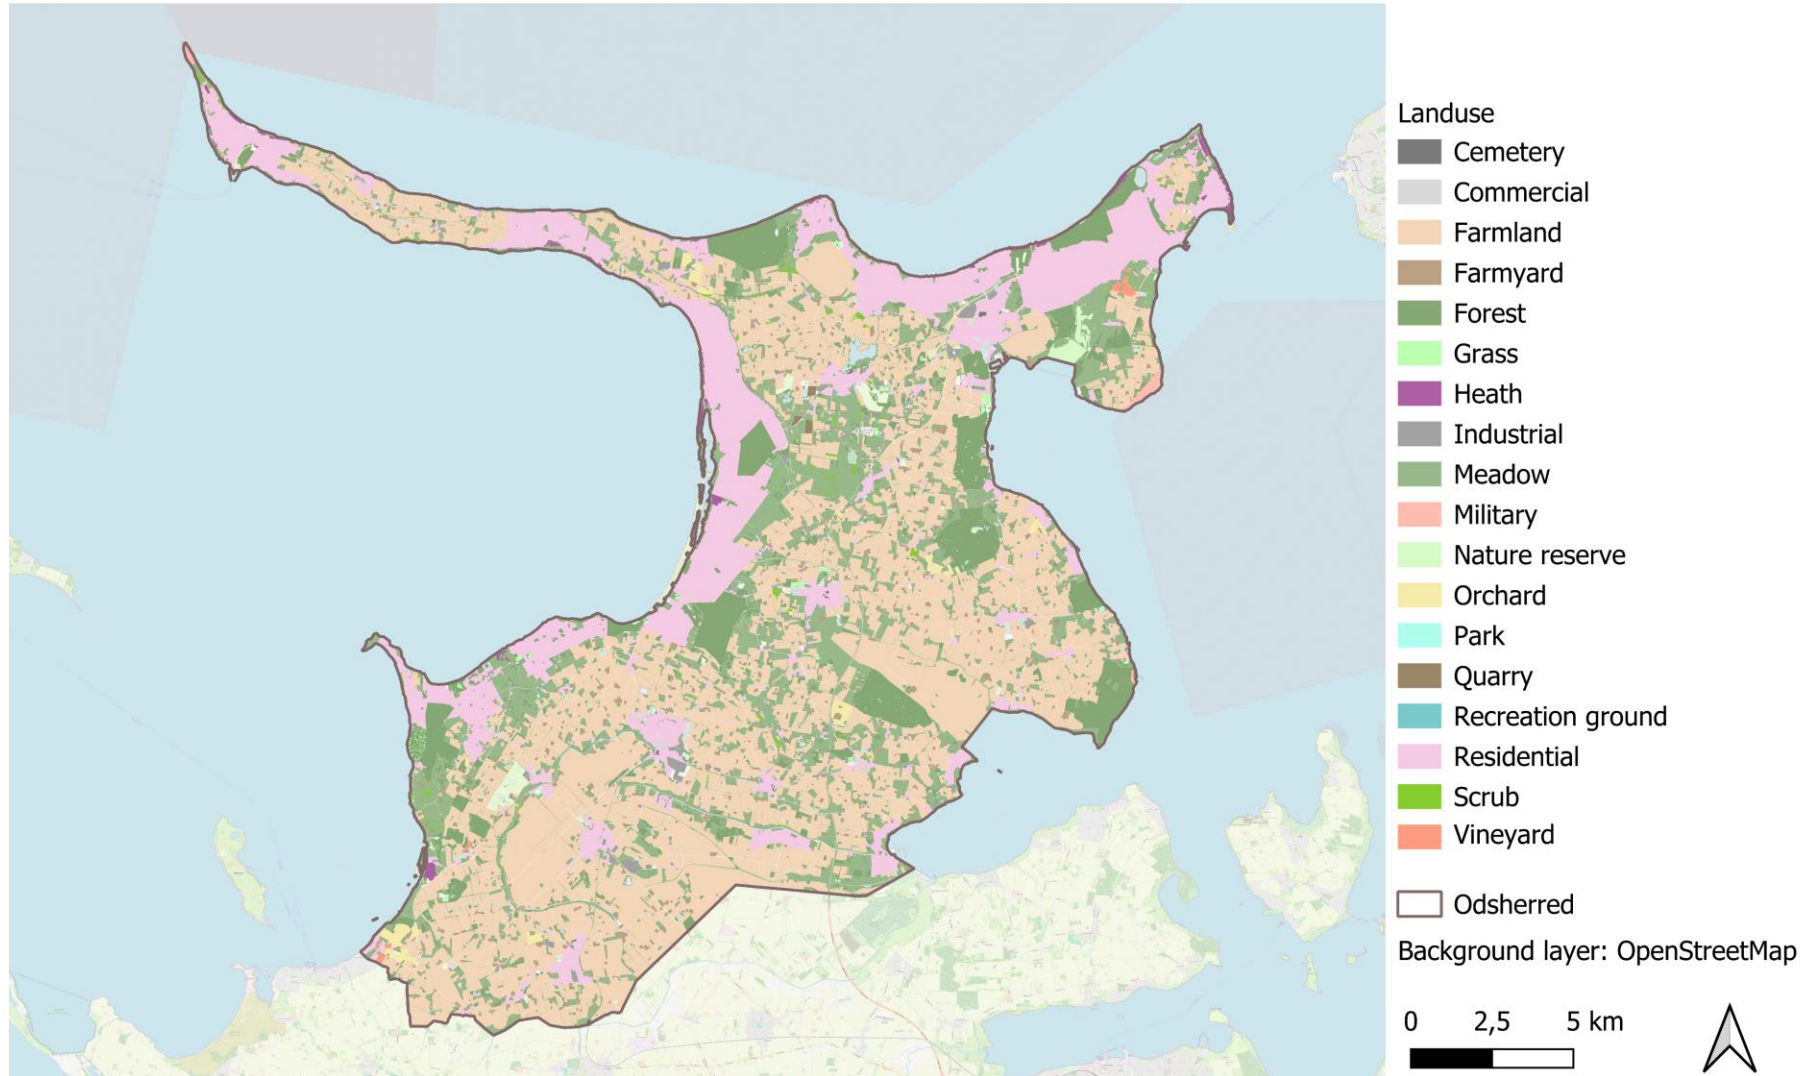 Landuse
Cemetery
Commercial
Farmland
Farmyard
Forest
Grass
Heath
Industrial
Meadow
Military
Nature reserve
Orchard
Park
Quarry
Recreation ground
Residential
Scrub
Vineyard
Odsherred
Background layer: OpenStreetMap
0 2,5 5 km